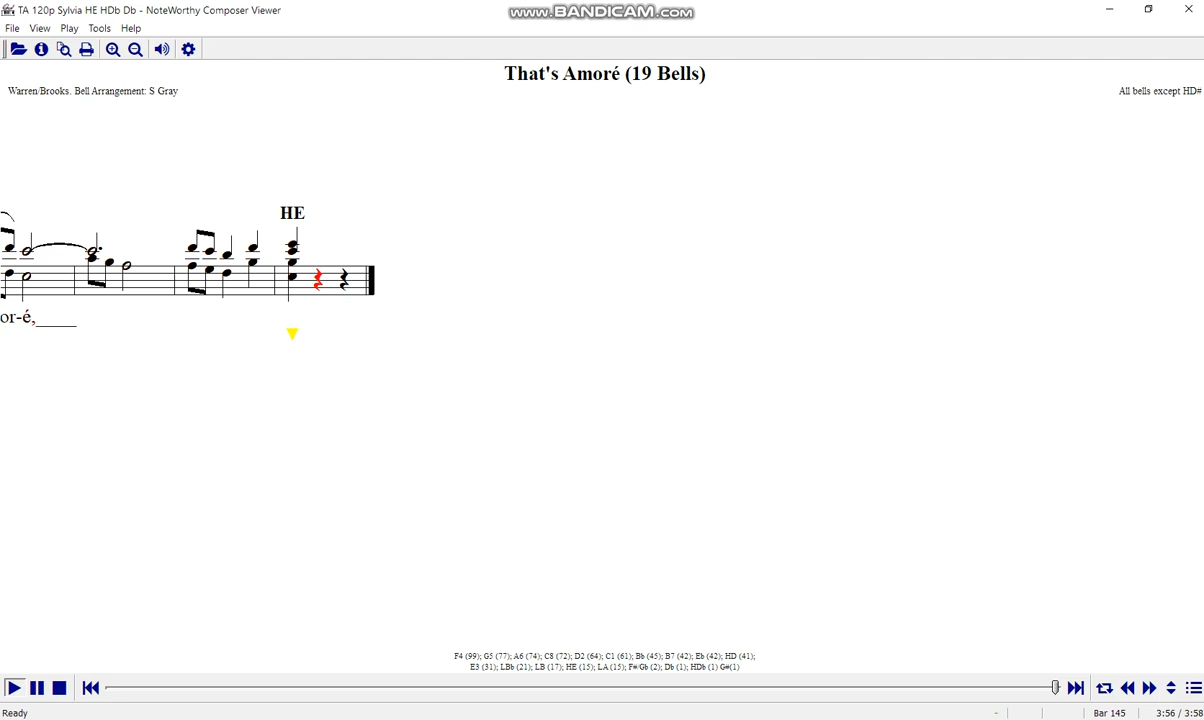 TA 120p Sylvia HE HDb Db - NoteWorthy Composer Viewer
www.BANDICAM.com
File View Play Tools Help
That's Amoré (19 Bells)
Warren/Brooks. Bell Arrangement: S Gray
All bells except HD#
HE
or-é,_____
F4 (99); G5 (77); A6 (74); C8 (72); D2 (64); C1 (61); Bb (45); B7 (42); Eb (42); HD (41);
E3 (31); LBb (21); LB (17); HE (15); LA (15); F#/Gb (2); Db (1); HDb (1) G#(1)
Ready
- Bar 145 3:56 / 3:58